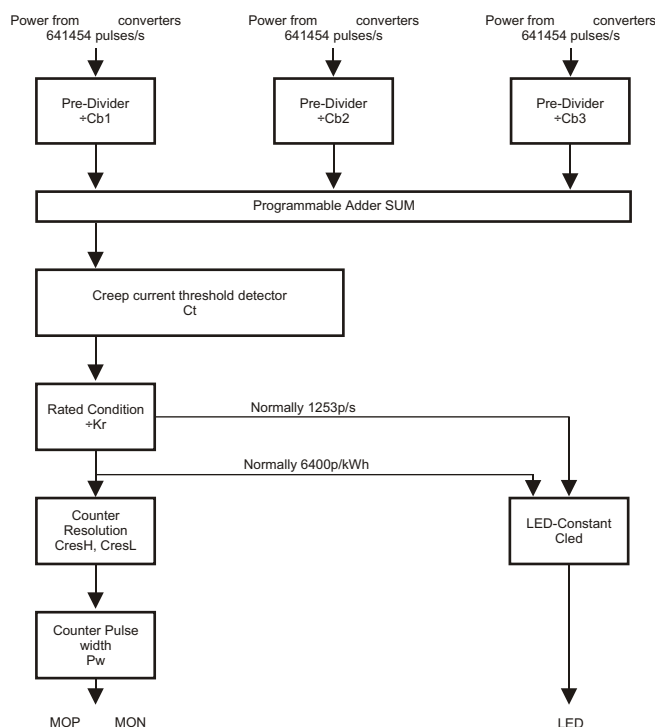 Power from converters
641454 pulses/s
Power from converters
641454 pulses/s
Power from converters
641454 pulses/s
Pre-Divider
÷Cb1
Pre-Divider
÷Cb2
Pre-Divider
÷Cb3
Programmable Adder SUM
Creep current threshold detector
Ct
Rated Condition
÷Kr
Normally 1253p/s
Normally 6400p/kWh
Counter
Resolution
CresH, CresL
LED-Constant
Cled
Counter Pulse
width
Pw
MOP MON
LED